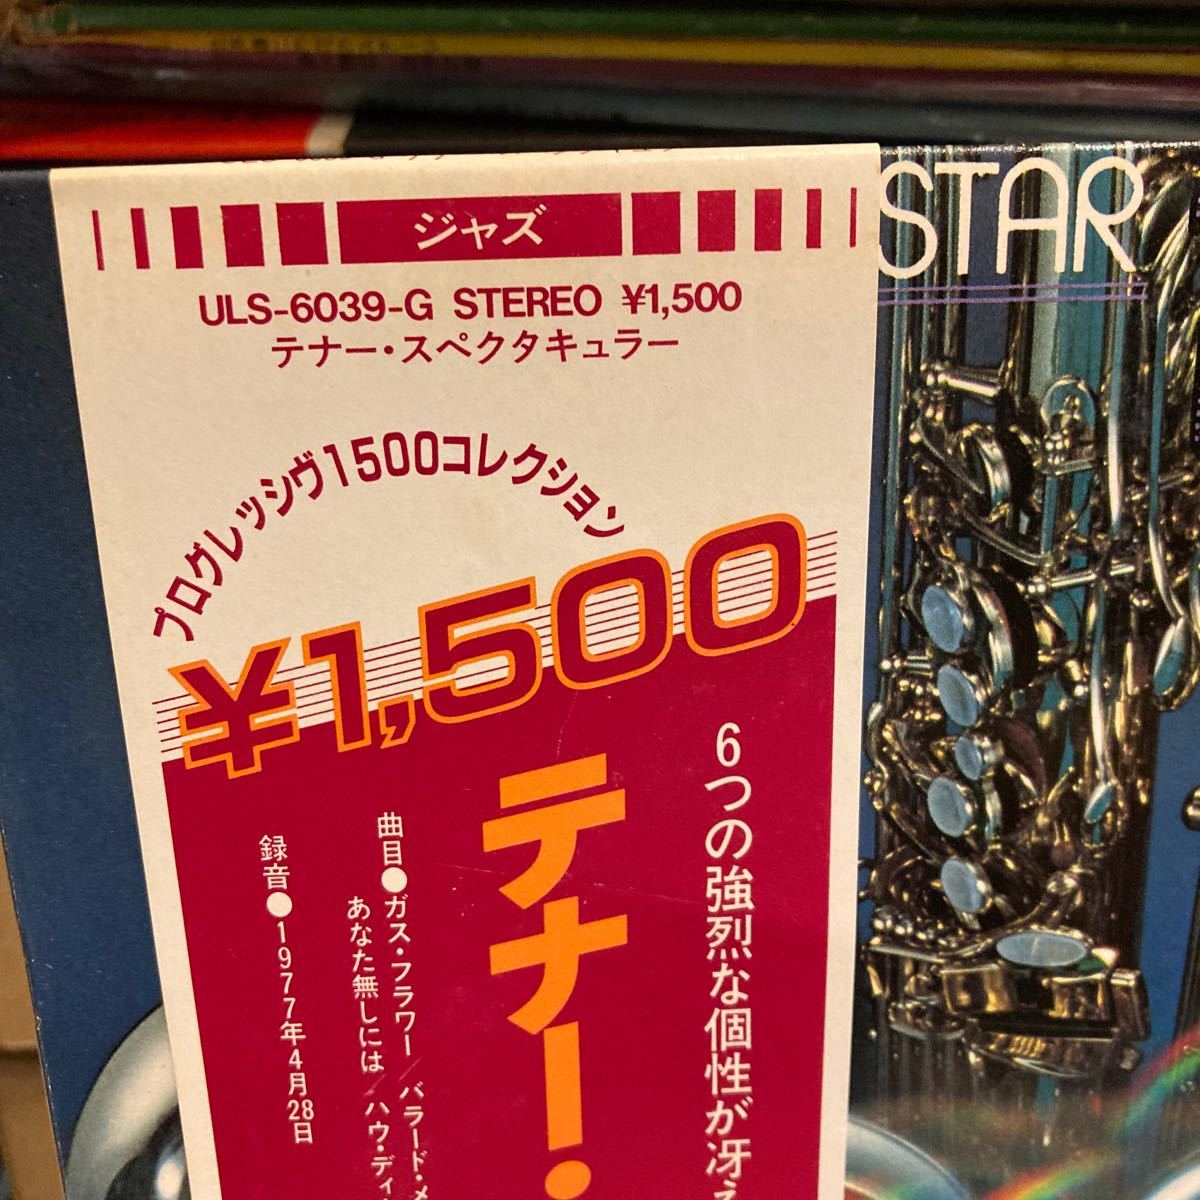 ジャズ
STAR
ULS-6039-G STEREO ¥1,500
テナー・スペクタキュラー
プログレッシヴ1500コレクション
¥1,500
6つの強烈な個性が冴え
テナー・
曲目●ガス・フラワー/バラード・メ
あなた無しには/ハウ・ディ
録音●1977年4月28日